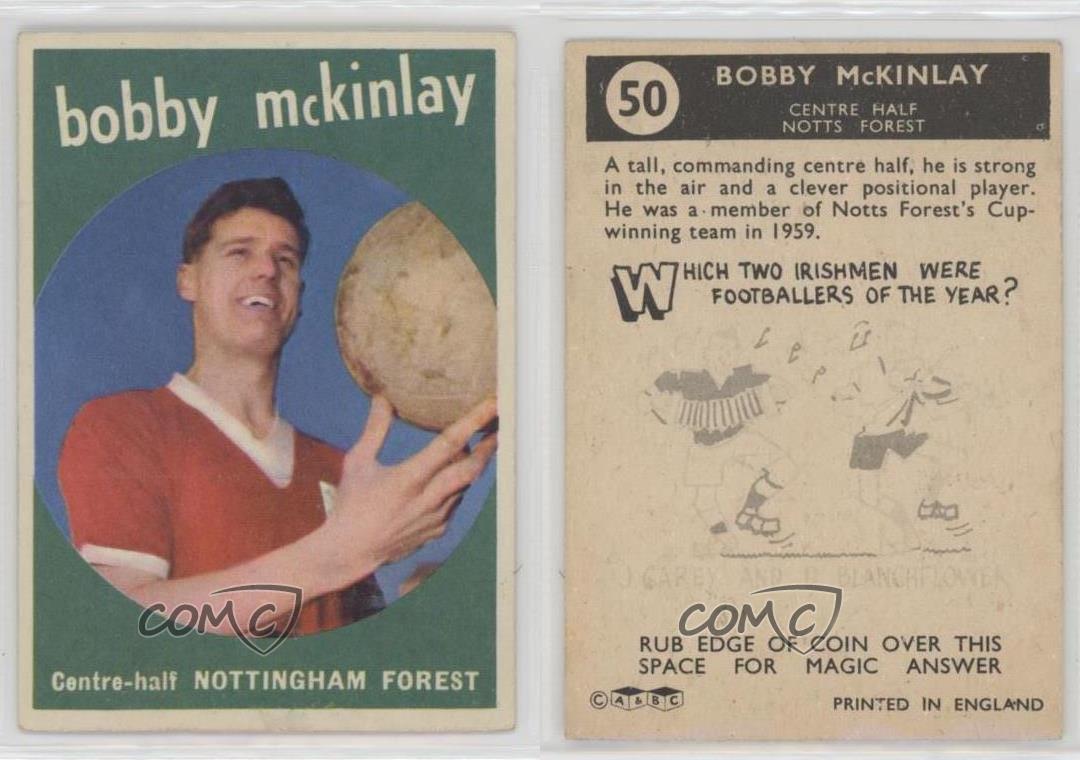 bobby mckinlay
Centre-half NOTTINGHAM FOREST
COMC
50
BOBBY McKINLAY
CENTRE HALF
NOTTS FOREST
A tall, commanding centre half, he is strong
in the air and a clever positional player.
He was a member of Notts Forest's Cup-
winning team in 1959.
WHICH TWO IRISHMEN WERE
FOOTBALLERS OF THE YEAR?
J. CAREY AND D. BLANCHFLOWER
COMC
RUB EDGE OF COIN OVER THIS
SPACE FOR MAGIC ANSWER
© A & B C
PRINTED IN ENGLAND